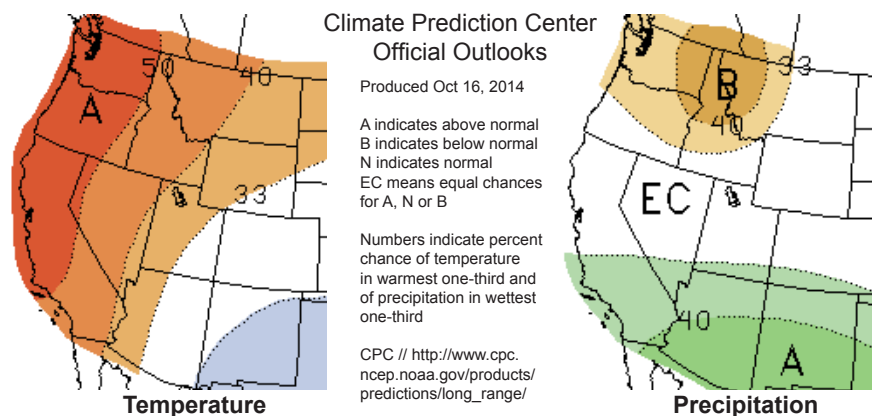 Climate Prediction Center
Official Outlooks
Produced Oct 16, 2014
A indicates above normal
B indicates below normal
N indicates normal
EC means equal chances
for A, N or B
Numbers indicate percent
chance of temperature
in warmest one-third and
of precipitation in wettest
one-third
CPC // http://www.cpc.
ncep.noaa.gov/products/
predictions/long_range/
50
40
A
33
Temperature
33
B
40
EC
40
A
Precipitation